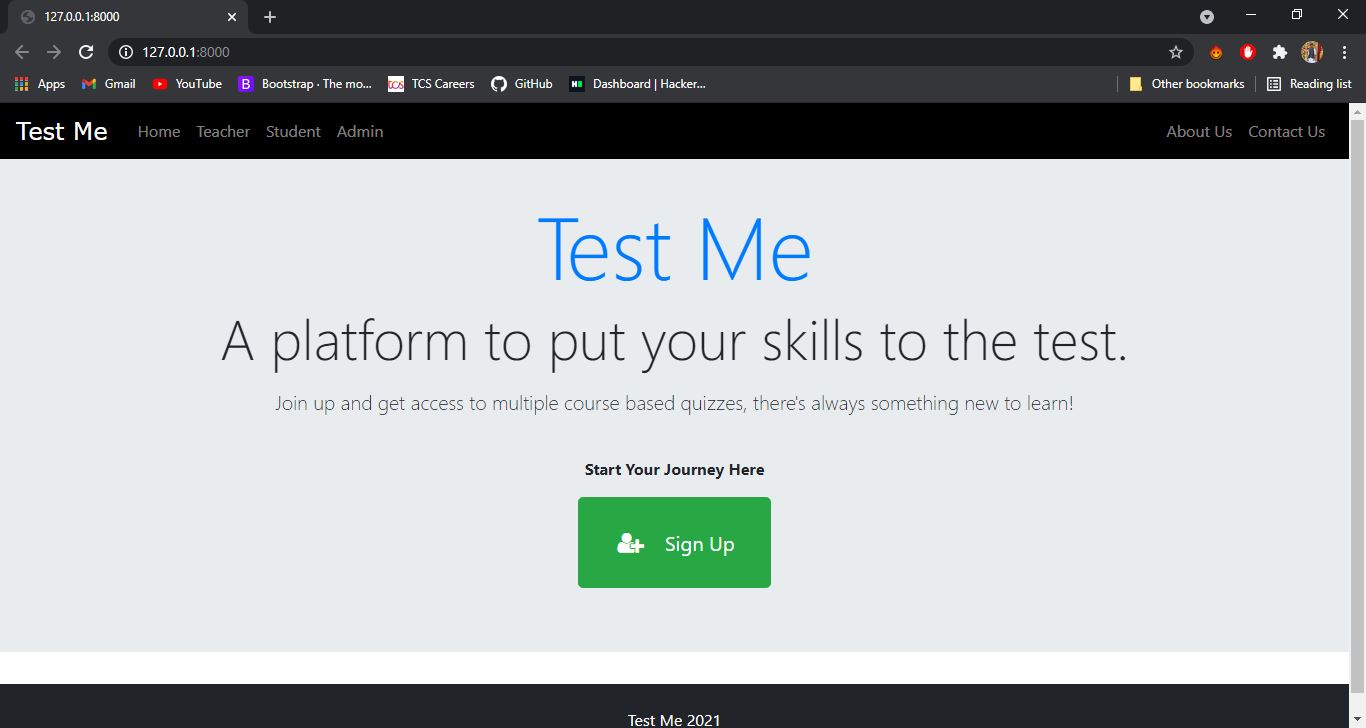 127.0.0.1:8000
127.0.0.1:8000
Apps Gmail YouTube B Bootstrap · The mo... tcs TCS Careers GitHub H Dashboard | Hacker... Other bookmarks Reading list
Test Me Home Teacher Student Admin About Us Contact Us
Test Me
A platform to put your skills to the test.
Join up and get access to multiple course based quizzes, there's always something new to learn!
Start Your Journey Here
Sign Up
Test Me 2021